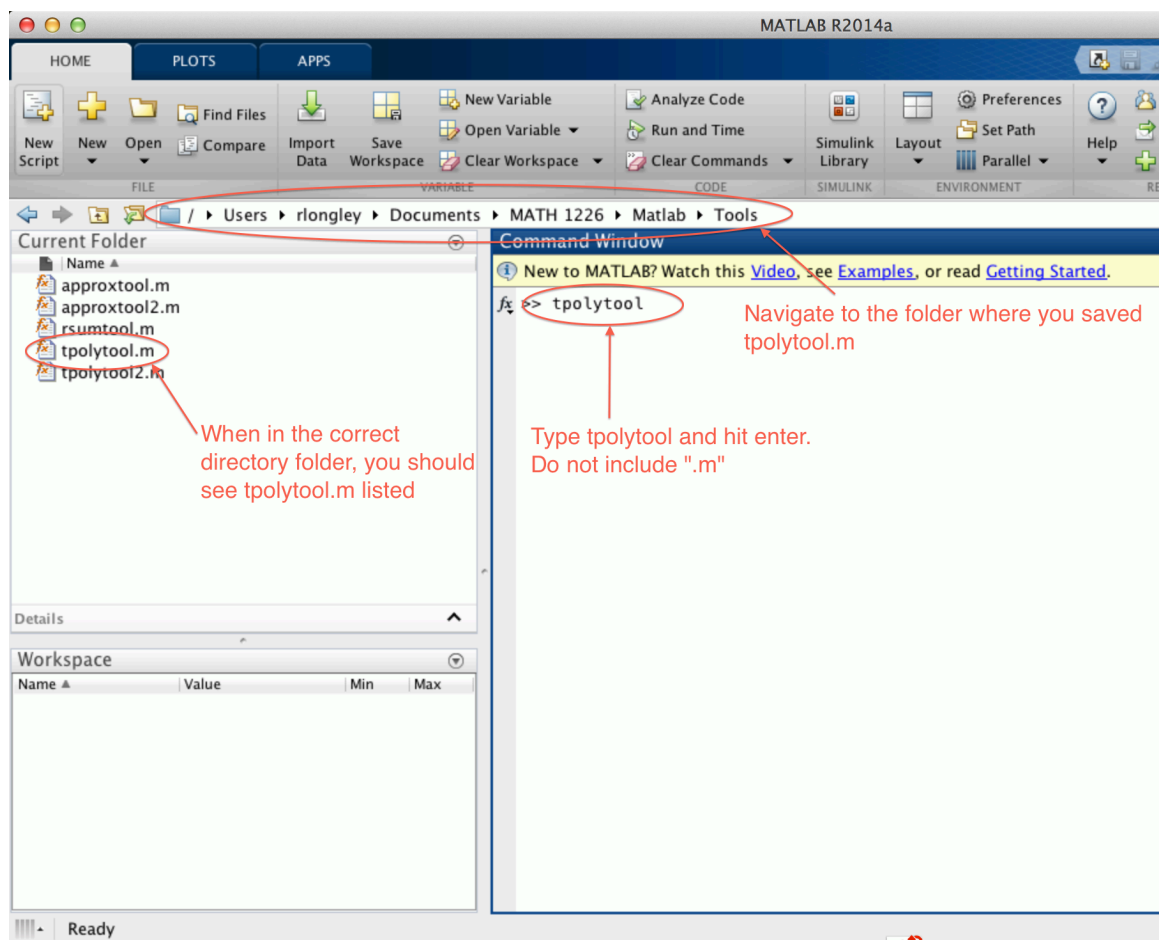 MATLAB R2014a
HOME PLOTS APPS
New Script
New
Open
Find Files
Compare
Import Data
Save Workspace
New Variable
Open Variable
Clear Workspace
Analyze Code
Run and Time
Clear Commands
Simulink Library
Layout
Preferences
Set Path
Parallel
Help
FILE VARIABLE CODE SIMULINK ENVIRONMENT RE
/ Users rlongley Documents MATH 1226 Matlab Tools
Current Folder
Name
approxtool.m
approxtool2.m
rsumtool.m
tpolytool.m
tpolytool2.m
When in the correct
directory folder, you should
see tpolytool.m listed
Details
Workspace
Name Value Min Max
Command Window
New to MATLAB? Watch this Video, see Examples, or read Getting Started.
fx >> tpolytool
Navigate to the folder where you saved
tpolytool.m
Type tpolytool and hit enter.
Do not include ".m"
Ready